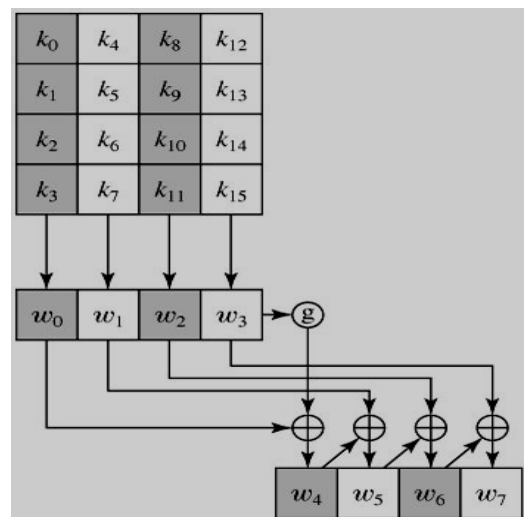 k₀ k₄ k₈ k₁₂
k₁ k₅ k₉ k₁₃
k₂ k₆ k₁₀ k₁₄
k₃ k₇ k₁₁ k₁₅
w₀ w₁ w₂ w₃ g
w₄ w₅ w₆ w₇